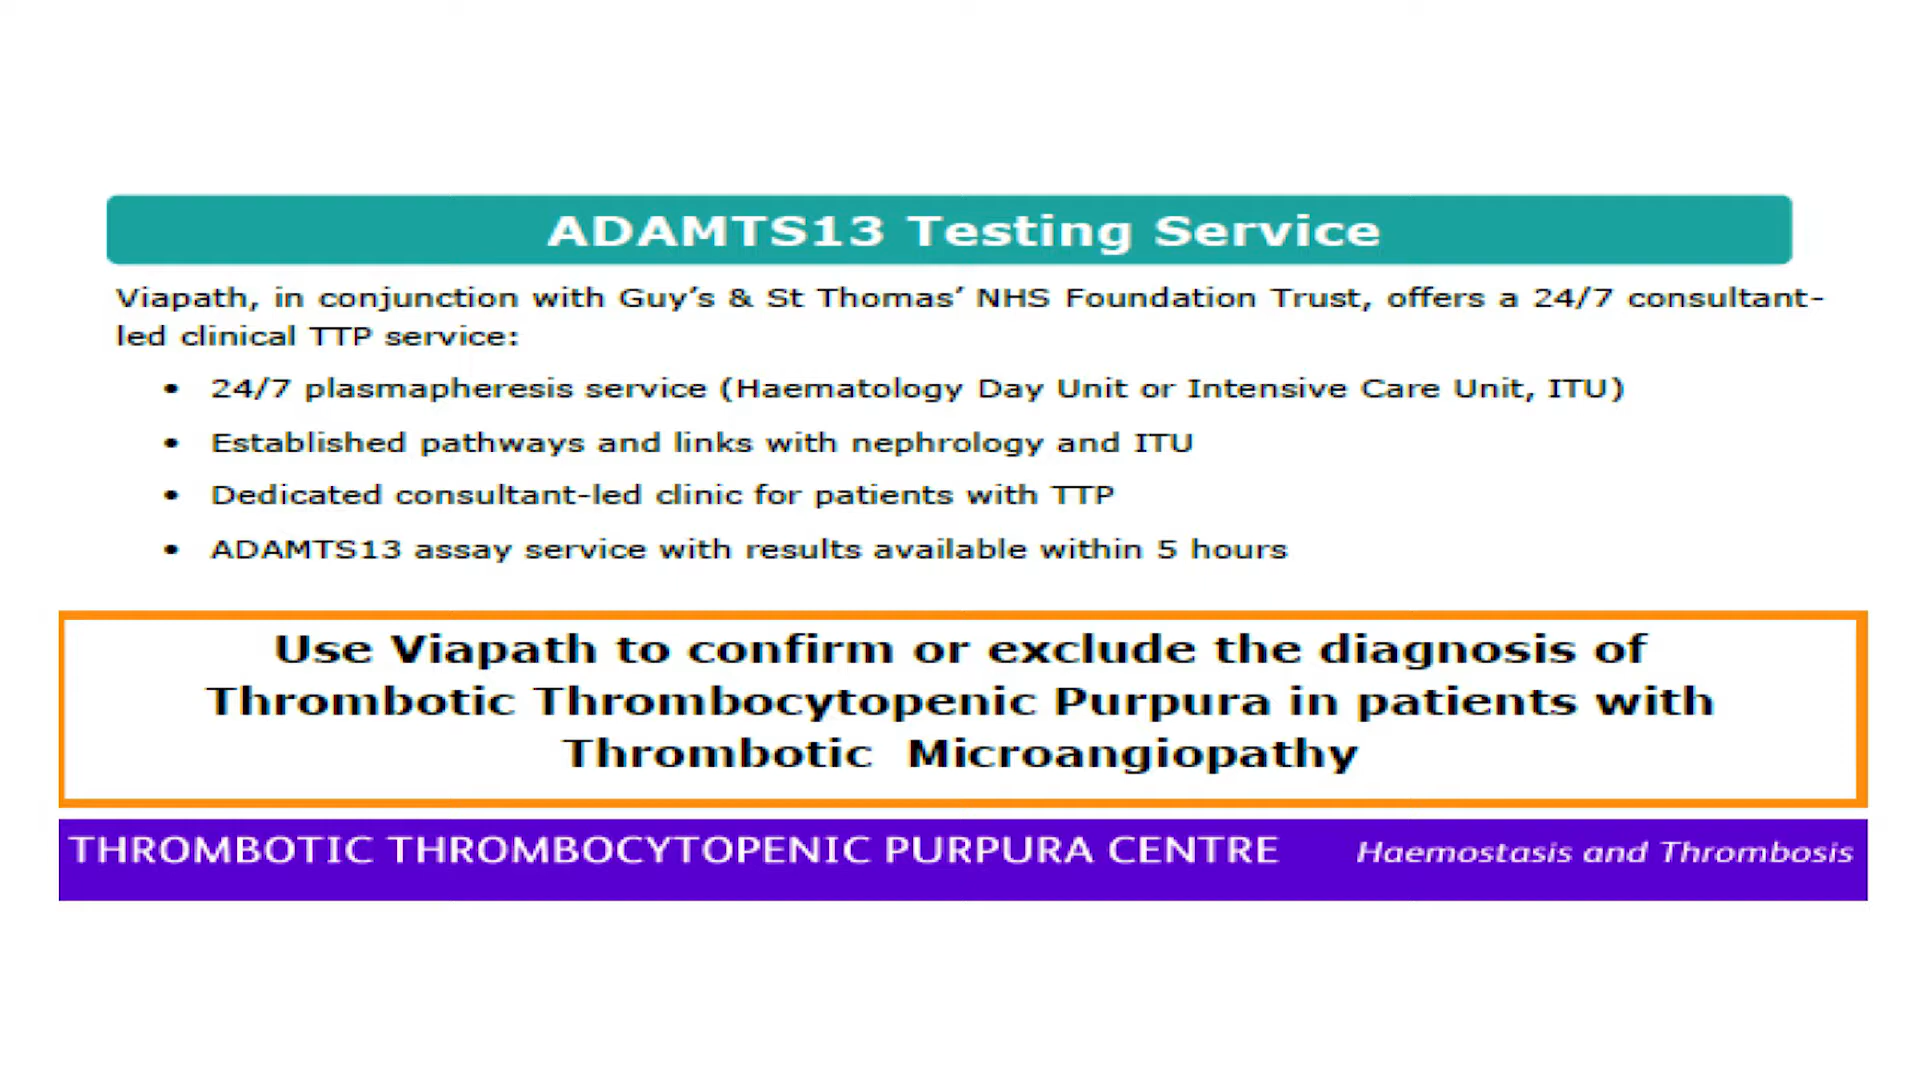 ADAMTS13 Testing Service
Viapath, in conjunction with Guy’s & St Thomas’ NHS Foundation Trust, offers a 24/7 consultant-
led clinical TTP service:
• 24/7 plasmapheresis service (Haematology Day Unit or Intensive Care Unit, ITU)
• Established pathways and links with nephrology and ITU
• Dedicated consultant-led clinic for patients with TTP
• ADAMTS13 assay service with results available within 5 hours
Use Viapath to confirm or exclude the diagnosis of
Thrombotic Thrombocytopenic Purpura in patients with
Thrombotic Microangiopathy
THROMBOTIC THROMBOCYTOPENIC PURPURA CENTRE Haemostasis and Thrombosis